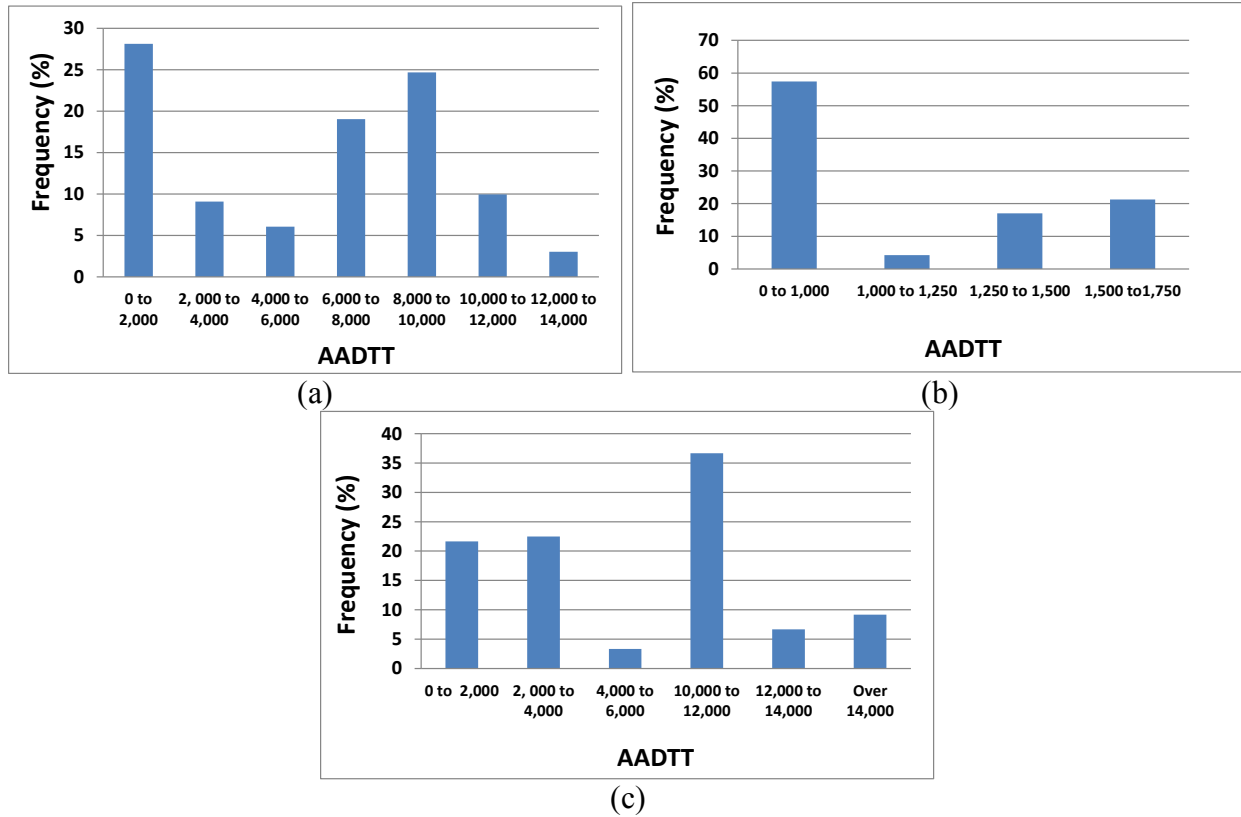 30
25
20
15
10
5
0
Frequency (%)
0 to
2,000
2, 000 to
4,000
4,000 to
6,000
6,000 to
8,000
8,000 to
10,000
10,000 to
12,000
12,000 to
14,000
AADTT
(a)
70
60
50
40
30
20
10
0
Frequency (%)
0 to 1,000
1,000 to 1,250
1,250 to 1,500
1,500 to1,750
AADTT
(b)
40
35
30
25
20
15
10
5
0
Frequency (%)
0 to 2,000
2, 000 to
4,000
4,000 to
6,000
10,000 to
12,000
12,000 to
14,000
Over
14,000
AADTT
(c)